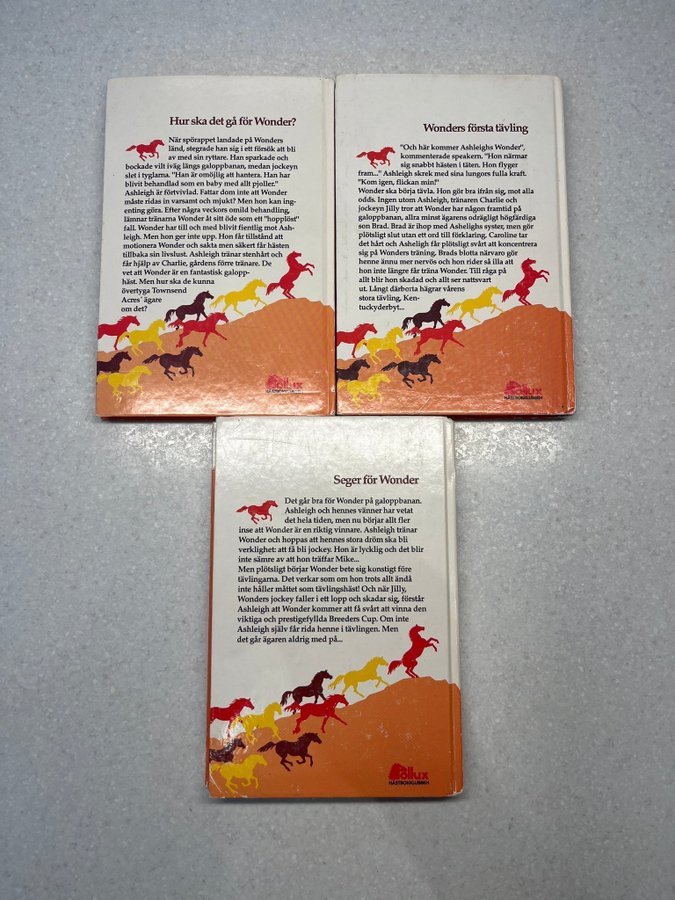 Hur ska det gå för Wonder?
När spörappet landade på Wonders
länd, stegrade han sig i ett försök att bli
av med sin ryttare. Han sparkade och
bockade vilt iväg längs galoppbanan, medan jockeyn
slet i tyglarna. "Han är omöjlig att hantera. Han har
blivit behandlad som en baby med allt pjoller."
Ashleigh är förtvivlad. Fattar dom inte att Wonder
måste ridas in varsamt och mjukt? Men hon kan ing-
enting göra. Efter några veckors omild behandling,
lämnar tränarna Wonder åt sitt öde som ett "hopplöst"
fall. Wonder har till och med blivit fientlig mot Ash-
leigh. Men hon ger inte upp. Hon får tillstånd att
motionera Wonder och sakta men säkert får hästen
tillbaka sin livslust. Ashleigh tränar stenhårt och
får hjälp av Charlie, gårdens förre tränare. De
vet att Wonder är en fantastisk galopp-
häst. Men hur ska de kunna
övertyga Townsend
Acres' ägare
om det?
Pollux
Wonders första tävling
"Och här kommer Ashleighs Wonder",
kommenterade speakern. "Hon närmar
sig snabbt hästen i täten. Hon flyger
fram..." Ashleigh skrek med sina lungors fulla kraft.
"Kom igen, flickan min!"
Wonder ska börja tävla. Hon gör bra ifrån sig, mot alla
odds. Ingen utom Ashleigh, tränaren Charlie och
jockeyn Jilly tror att Wonder har någon framtid på
galoppbanan, allra minst ägarens odrägligt högfärdiga
son Brad. Brad är ihop med Ashelighs syster, men gör
plötsligt slut utan ett ord till förklaring. Caroline tar
det hårt och Asheligh får plötsligt svårt att koncentrera
sig på Wonders träning. Brads blotta närvaro gör
henne ännu mer nervös och hon rider så illa att
hon inte längre får träna Wonder. Till råga på
allt blir hon skadad och allt ser nattsvart
ut. Långt därborta hägrar vårens
stora tävling, Ken-
tuckyderbyt...
Pollux
HÄSTBOKKLUBBEN
Seger för Wonder
Det går bra för Wonder på galoppbanan.
Ashleigh och hennes vänner har vetat
det hela tiden, men nu börjar allt fler
inse att Wonder är en riktig vinnare. Ashleigh tränar
Wonder och hoppas att hennes stora dröm ska bli
verklighet: att få bli jockey. Hon är lycklig och det blir
inte sämre av att hon träffar Mike...
Men plötsligt börjar Wonder bete sig konstigt före
tävlingarna. Det verkar som om hon trots allt ändå
inte håller måttet som tävlingshäst! Och när Jilly,
Wonders jockey faller i ett lopp och skadar sig, förstår
Ashleigh att Wonder kommer att få svårt att vinna den
viktiga och prestigefyllda Breeders Cup. Om inte
Ashleigh själv får rida henne i tävlingen. Men
det går ägaren aldrig med på...
Pollux
HÄSTBOKKLUBBEN